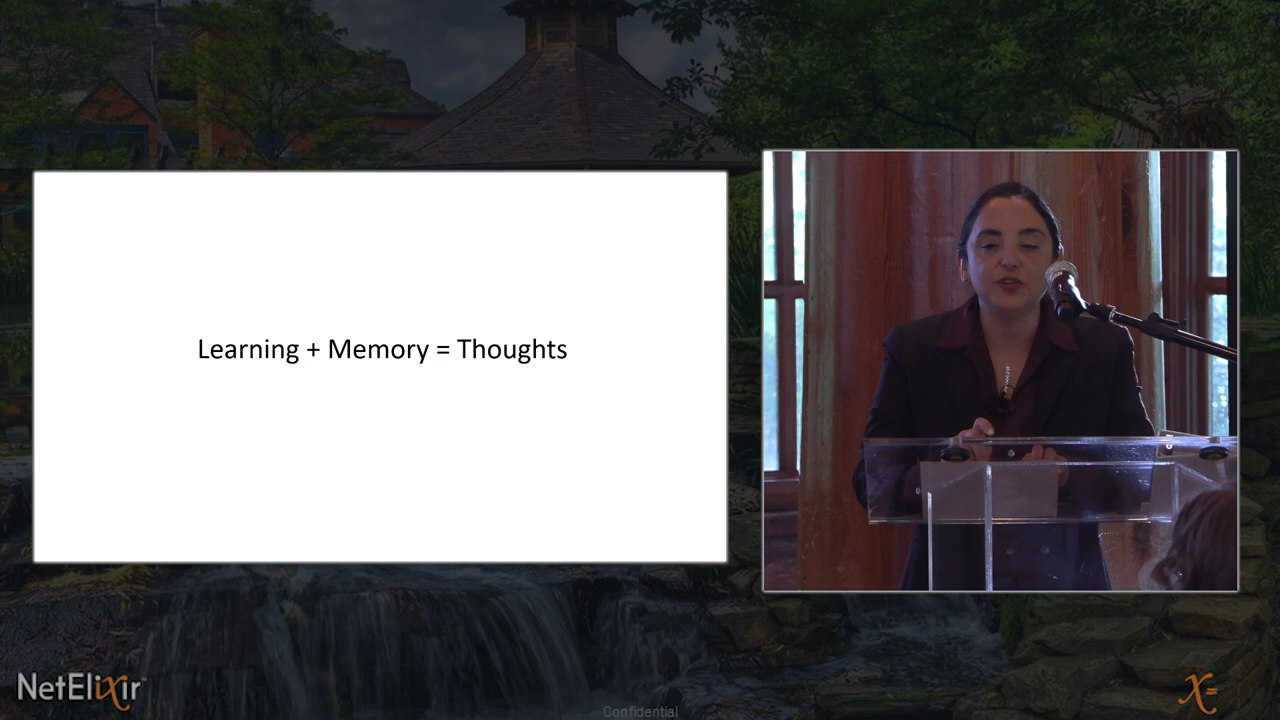 Learning + Memory = Thoughts
NetElixir
X=
Confidential